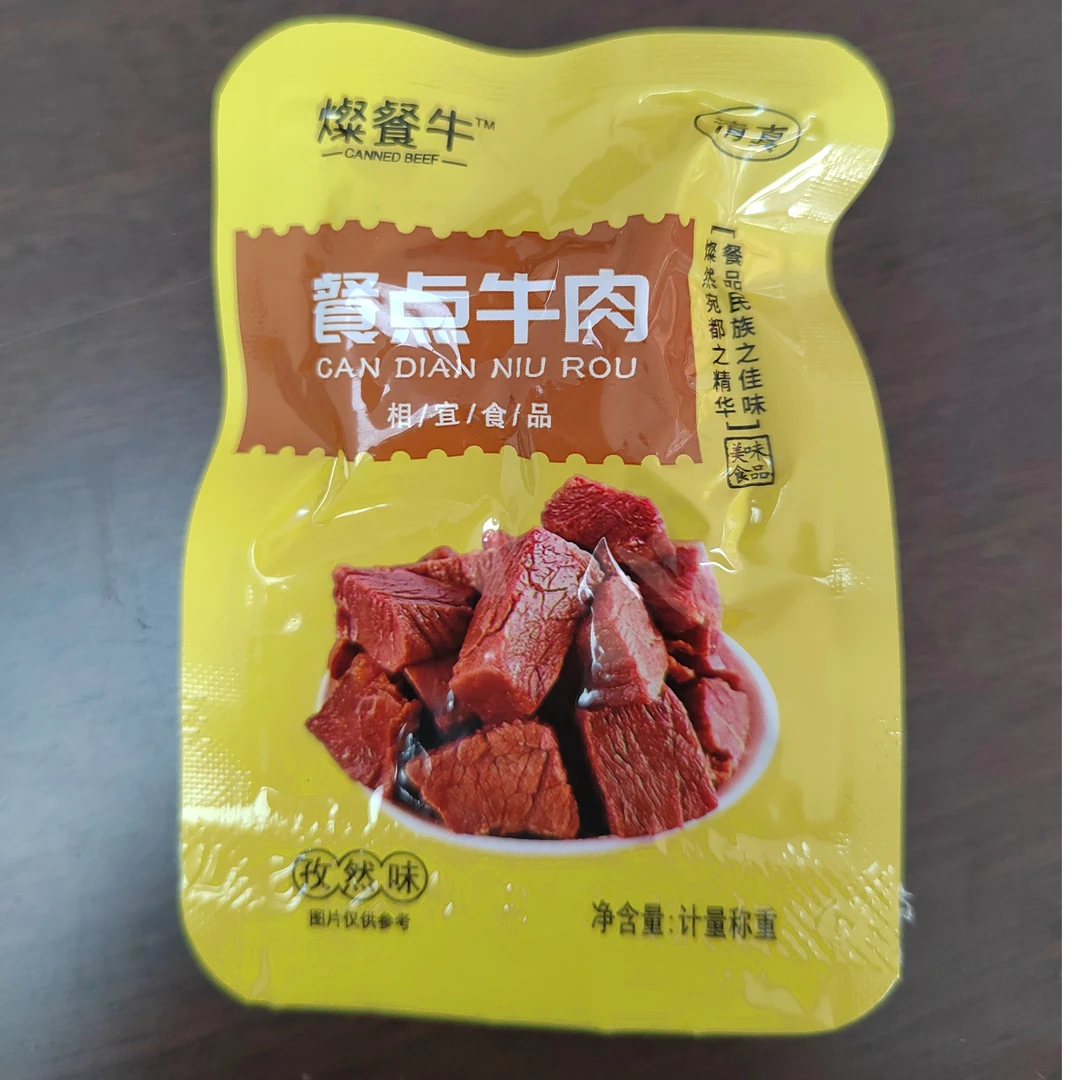 燦餐牛™
CANNED BEEF
清真
餐点牛肉
CAN DIAN NIU ROU
相/宜/食/品
【餐品民族之佳味
燦然宛都之精华】
美味
食品
孜然味
图片仅供参考
净含量:计量称重